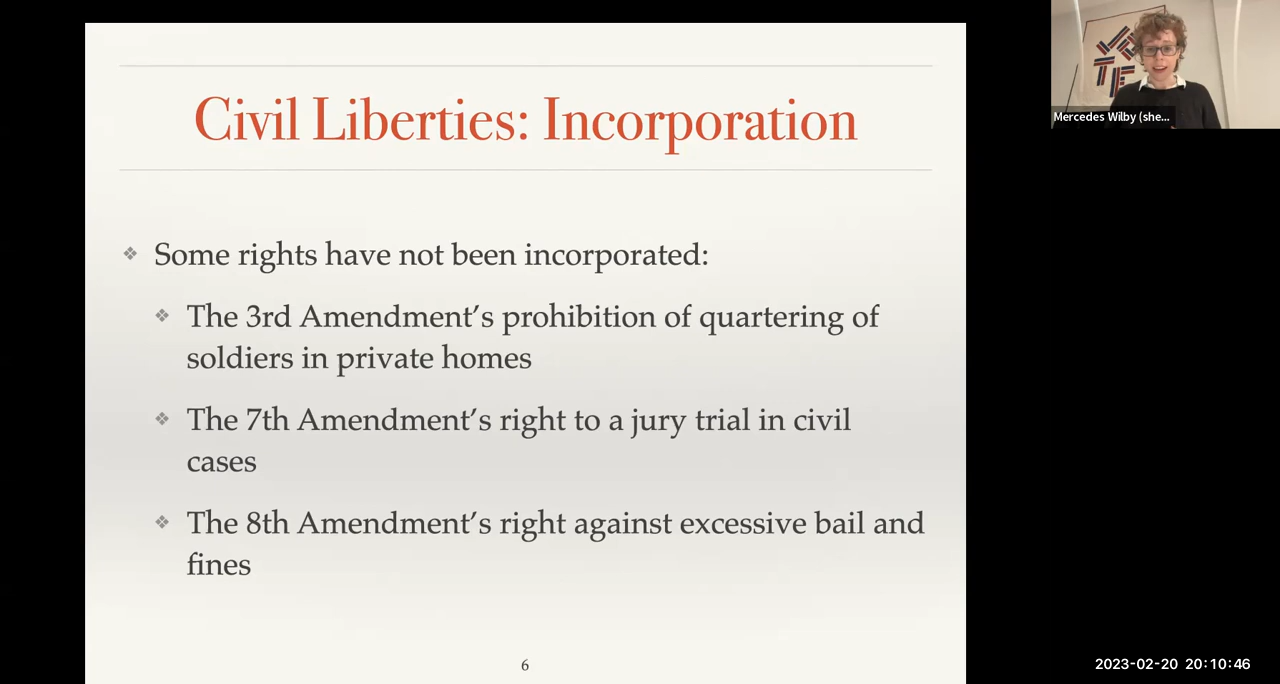 Civil Liberties: Incorporation
Some rights have not been incorporated:
The 3rd Amendment’s prohibition of quartering of
soldiers in private homes
The 7th Amendment’s right to a jury trial in civil
cases
The 8th Amendment’s right against excessive bail and
fines
6
VOTE
Mercedes Wilby (she...
2023-02-20 20:10:46